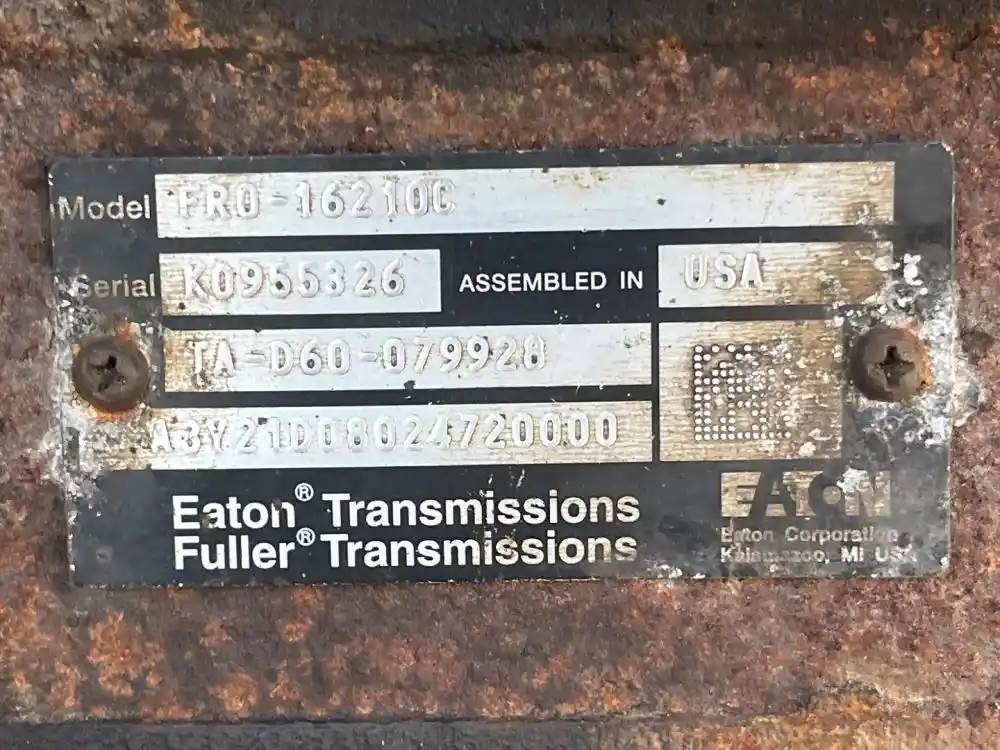 Model FRO-16210C
Serial K0955326 ASSEMBLED IN USA
TA-D60-079928
A3Y21D08024720000
Eaton® Transmissions
Fuller® Transmissions
EATON
Eaton Corporation
Kalamazoo, MI USA